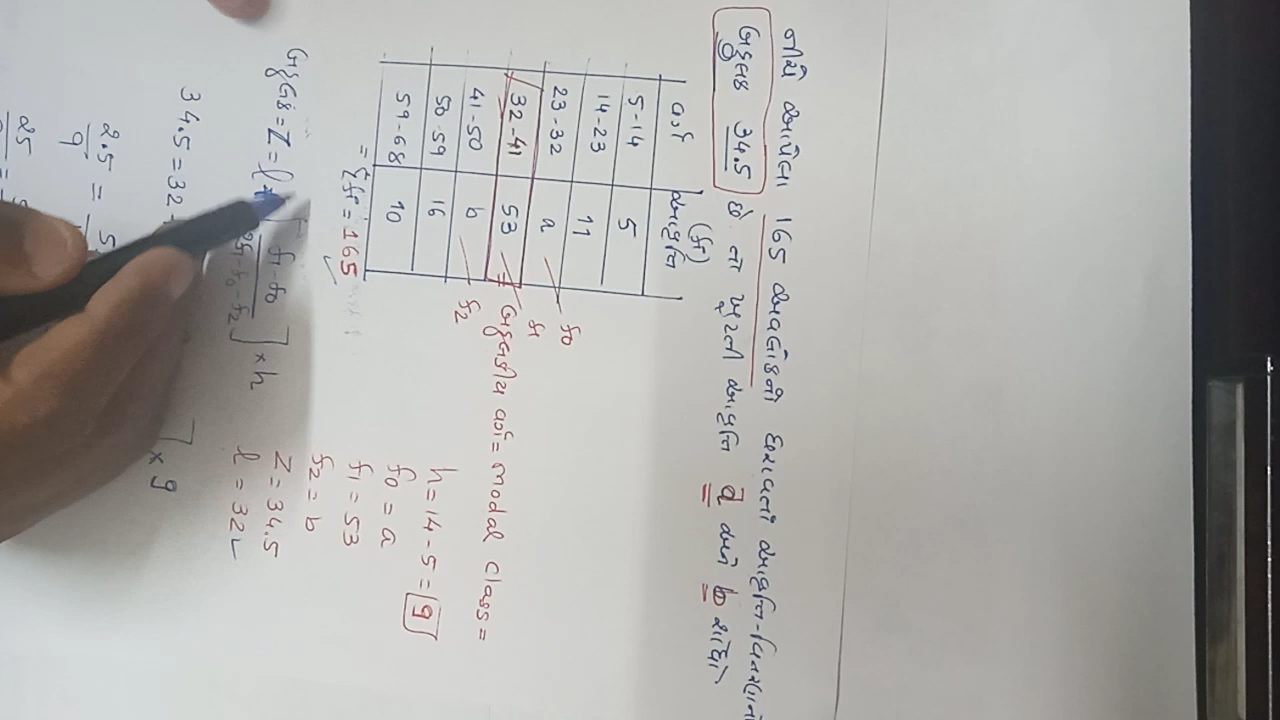 નીચે આપેલા 165 અવલોકનો ધરાવતા આવૃત્તિ-વિતરણનો
બહુલક 34.5 છે તો ખૂટતી આવૃત્તિ a અને b શોધો
વર્ગ આવૃત્તિ (fi)
5-14 5
14-23 11
23-32 a f0
32-41 53 f1
= બહુલકીય વર્ગ = modal class =
41-50 b f2
50-59 16
59-68 10
= Σfi = 165
h = 14 - 5 = 9
f0 = a
f1 = 53
f2 = b
Z = 34.5
l = 32
બહુલક = Z = l + [ f1-f0 / 2f1-f0-f2 ] × h
34.5 = 32 ] × 9
2.5 / 9 = 5
25